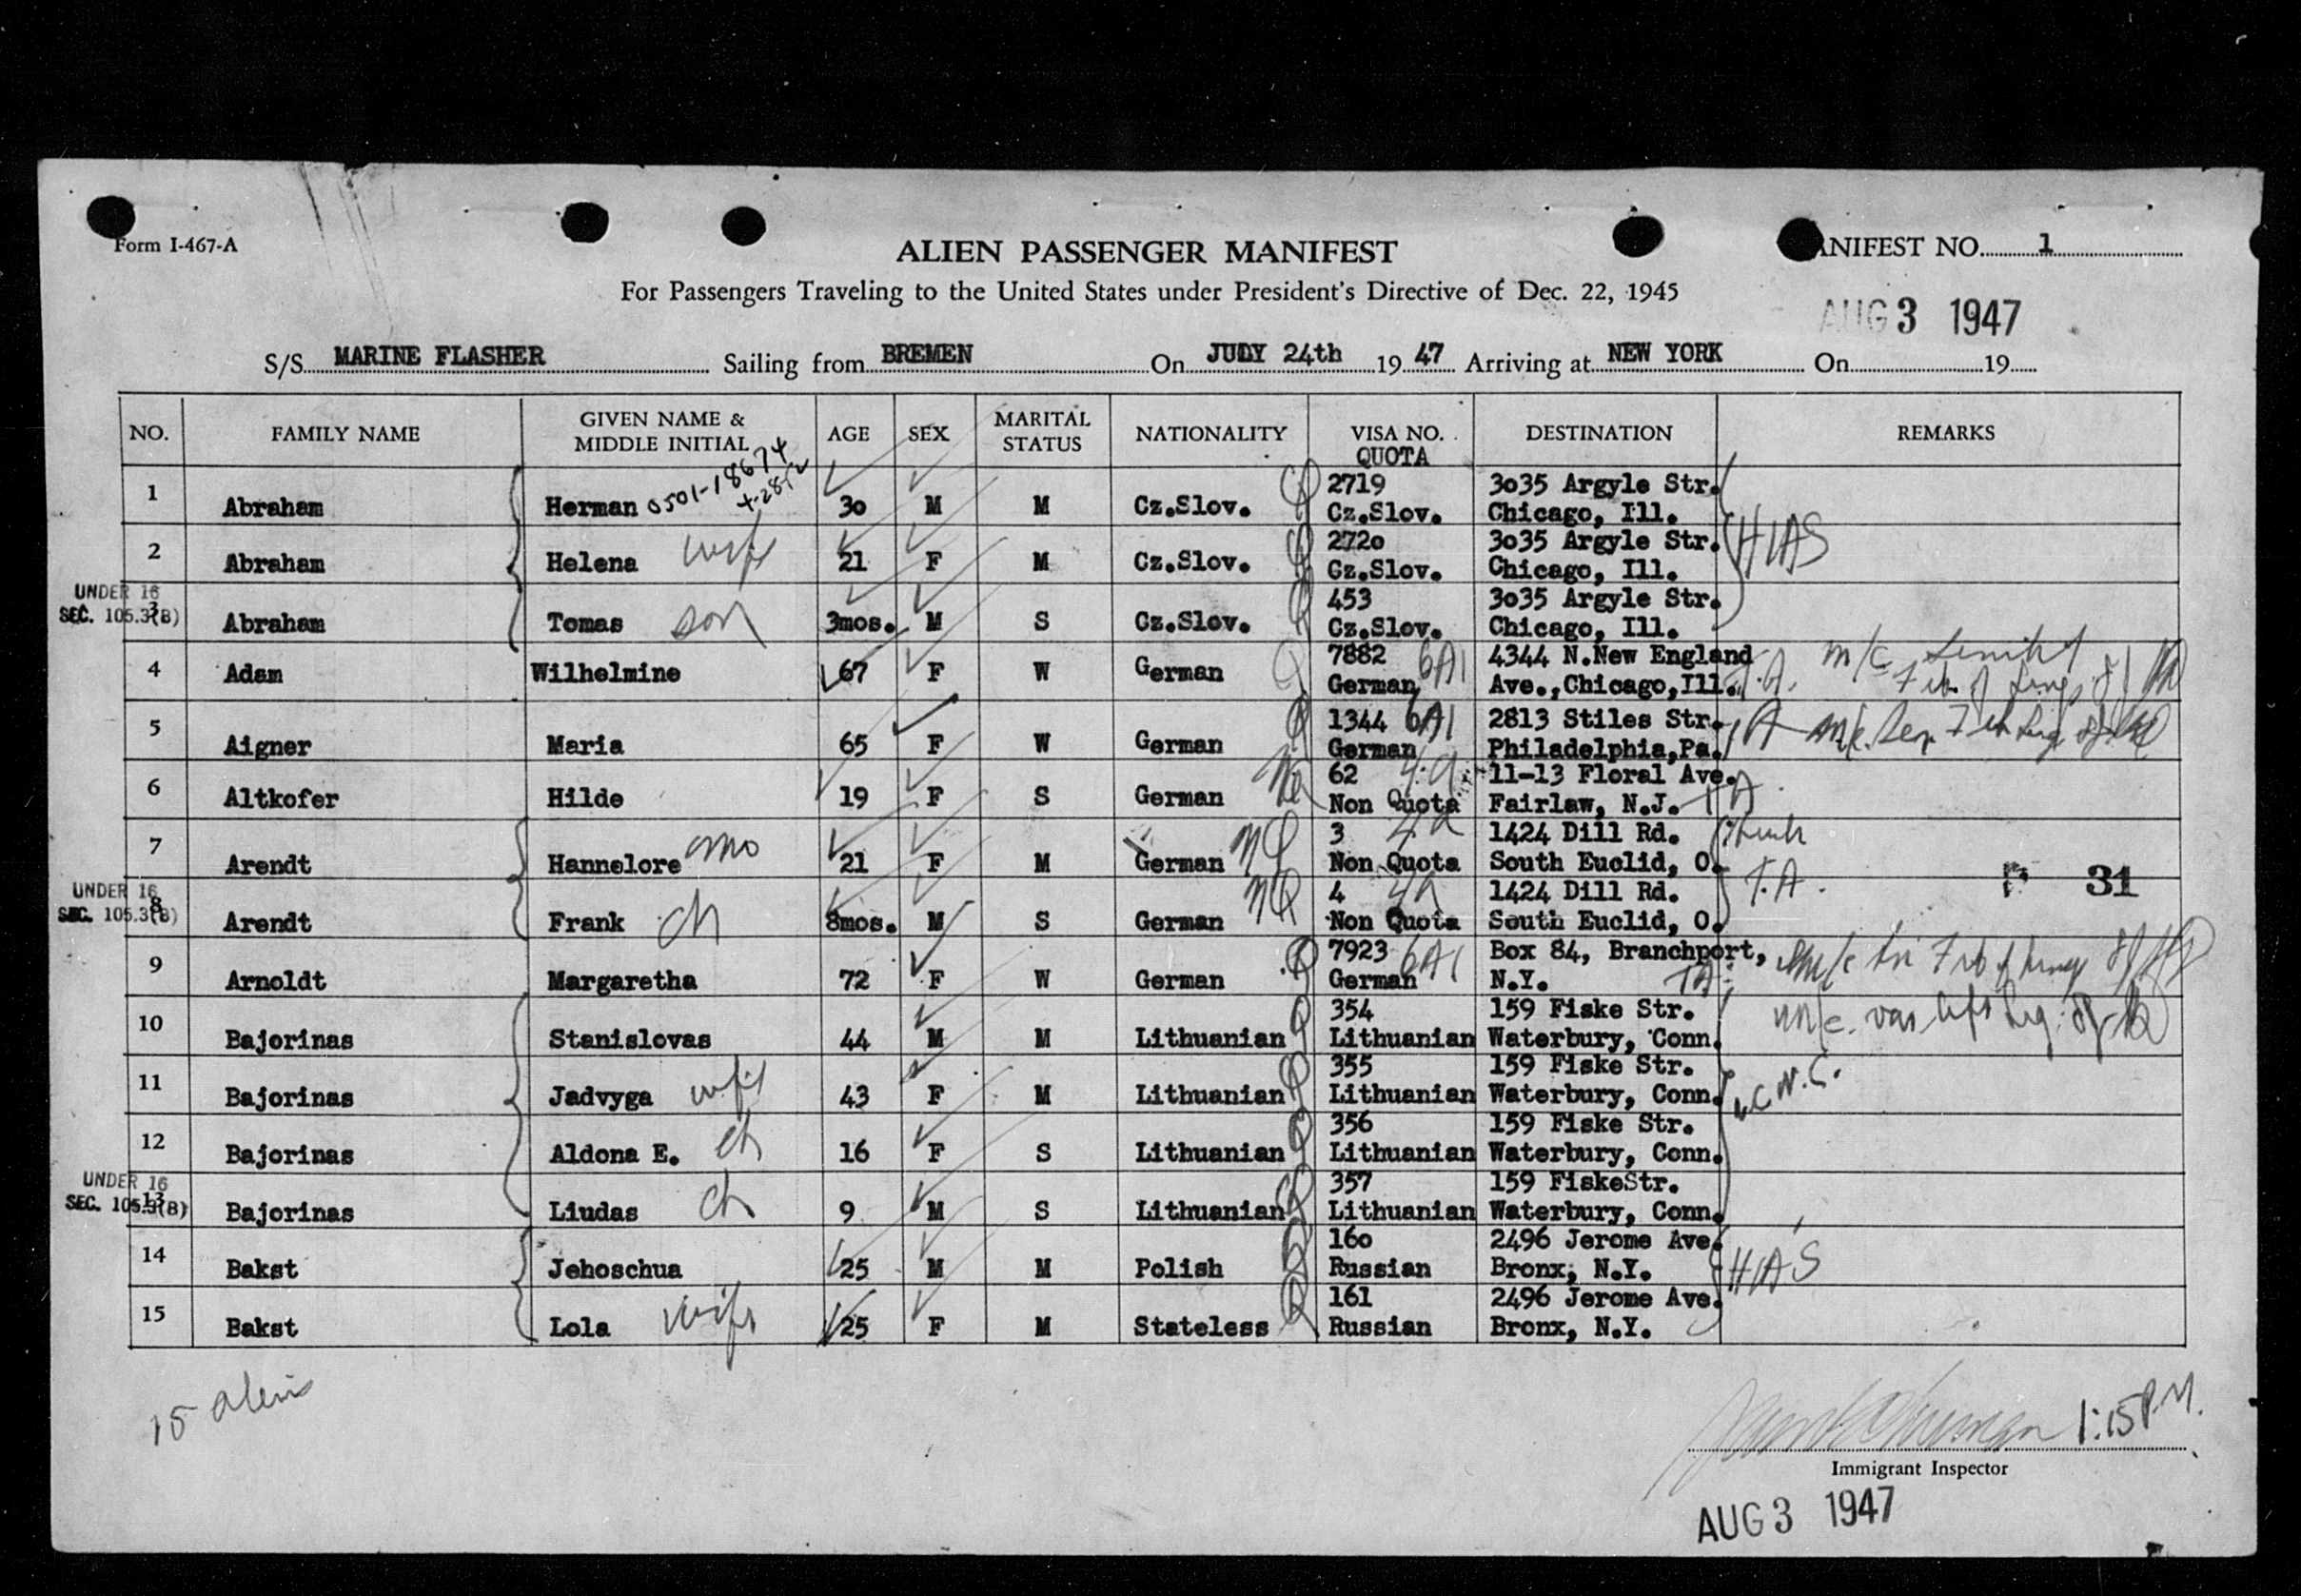 Form I-467-A
ALIEN PASSENGER MANIFEST
ANIFEST NO. 1
For Passengers Traveling to the United States under President's Directive of Dec. 22, 1945
AUG 3 1947
S/S MARINE FLASHER Sailing from BREMEN On JULY 24th 19 47 Arriving at NEW YORK On 19
NO. FAMILY NAME GIVEN NAME & MIDDLE INITIAL AGE SEX MARITAL STATUS NATIONALITY VISA NO. QUOTA DESTINATION REMARKS
0501-18674
1 Abraham Herman 30 M M Cz.Slov. 2719 Cz.Slov. 3035 Argyle Str. Chicago, Ill.
2 Abraham Helena wife 21 F M Cz.Slov. 2720 Cz.Slov. 3035 Argyle Str. Chicago, Ill. HIAS
UNDER 16
SEC. 105.3(B)
3 Abraham Tomas son 3mos. M S Cz.Slov. 453 Cz.Slov. 3035 Argyle Str. Chicago, Ill.
4 Adam Wilhelmine 67 F W German 7882 6A1 German 4344 N.New England Ave.,Chicago,Ill.
5 Aigner Maria 65 F W German 1344 6A1 German 2813 Stiles Str. Philadelphia,Pa.
6 Altkofer Hilde 19 F S German 62 4a Non Quota 11-13 Floral Ave. Fairlaw, N.J. TA
7 Arendt Hannelore mo 21 F M German NQ 3 4a Non Quota 1424 Dill Rd. South Euclid, O.
T.A. P 31
UNDER 16
SEC. 105.3(B)
8 Arendt Frank ch 8mos. M S German NQ 4 4a Non Quota 1424 Dill Rd. South Euclid, O.
9 Arnoldt Margaretha 72 F W German 7923 6A1 German Box 84, Branchport, N.Y. TA
10 Bajorinas Stanislovas 44 M M Lithuanian 354 Lithuanian 159 Fiske Str. Waterbury, Conn.
11 Bajorinas Jadvyga wife 43 F M Lithuanian 355 Lithuanian 159 Fiske Str. Waterbury, Conn.
12 Bajorinas Aldona E. ch 16 F S Lithuanian 356 Lithuanian 159 Fiske Str. Waterbury, Conn.
UNDER 16
SEC. 105.3(B)
13 Bajorinas Liudas ch 9 M S Lithuanian 357 Lithuanian 159 FiskeStr. Waterbury, Conn.
14 Bakst Jehoschua 25 M M Polish 160 Russian 2496 Jerome Ave. Bronx, N.Y. HIAS
15 Bakst Lola wife 25 F M Stateless 161 Russian 2496 Jerome Ave. Bronx, N.Y.
15 aliens
1:15 P.M.
Immigrant Inspector
AUG 3 1947